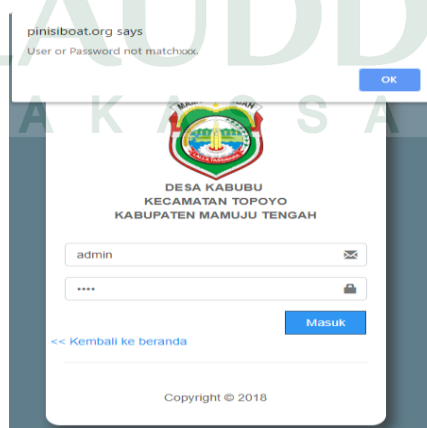 pinisiboat.org says
User or Password not matchxxx.
OK
DESA KABUBU
KECAMATAN TOPOYO
KABUPATEN MAMUJU TENGAH
admin
••••
Masuk
<< Kembali ke beranda
Copyright © 2018